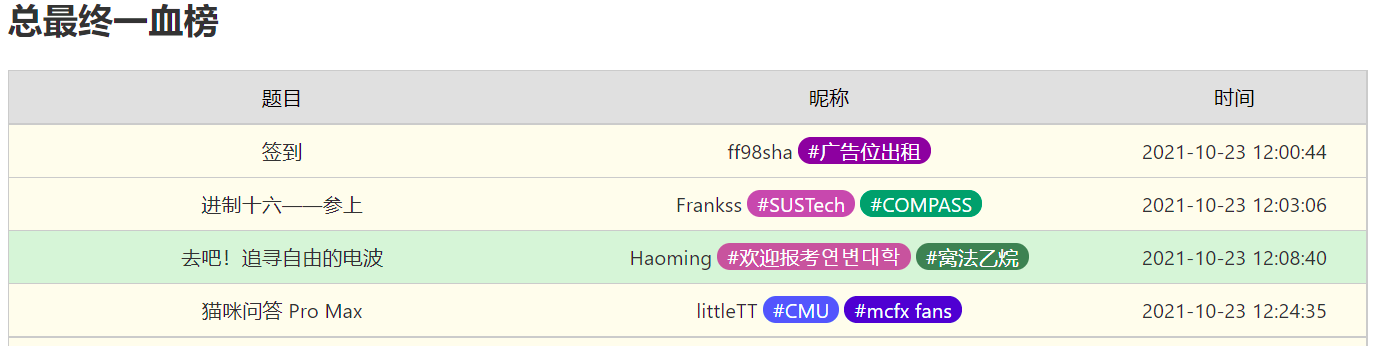 总最终一血榜
题目 昵称 时间
签到 ff98sha #广告位出租 2021-10-23 12:00:44
进制十六——参上 Frankss #SUSTech #COMPASS 2021-10-23 12:03:06
去吧！追寻自由的电波 Haoming #欢迎报考연변대학 #窝法乙烷 2021-10-23 12:08:40
猫咪问答 Pro Max littleTT #CMU #mcfx fans 2021-10-23 12:24:35